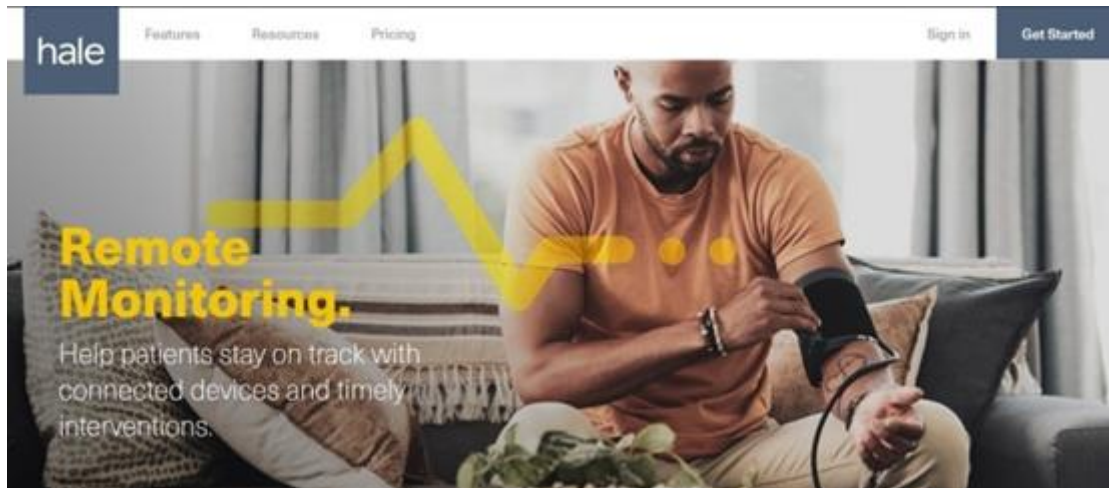 hale
Features
Resources
Pricing
Sign in
Get Started
Remote
Monitoring.
Help patients stay on track with
connected devices and timely
interventions.